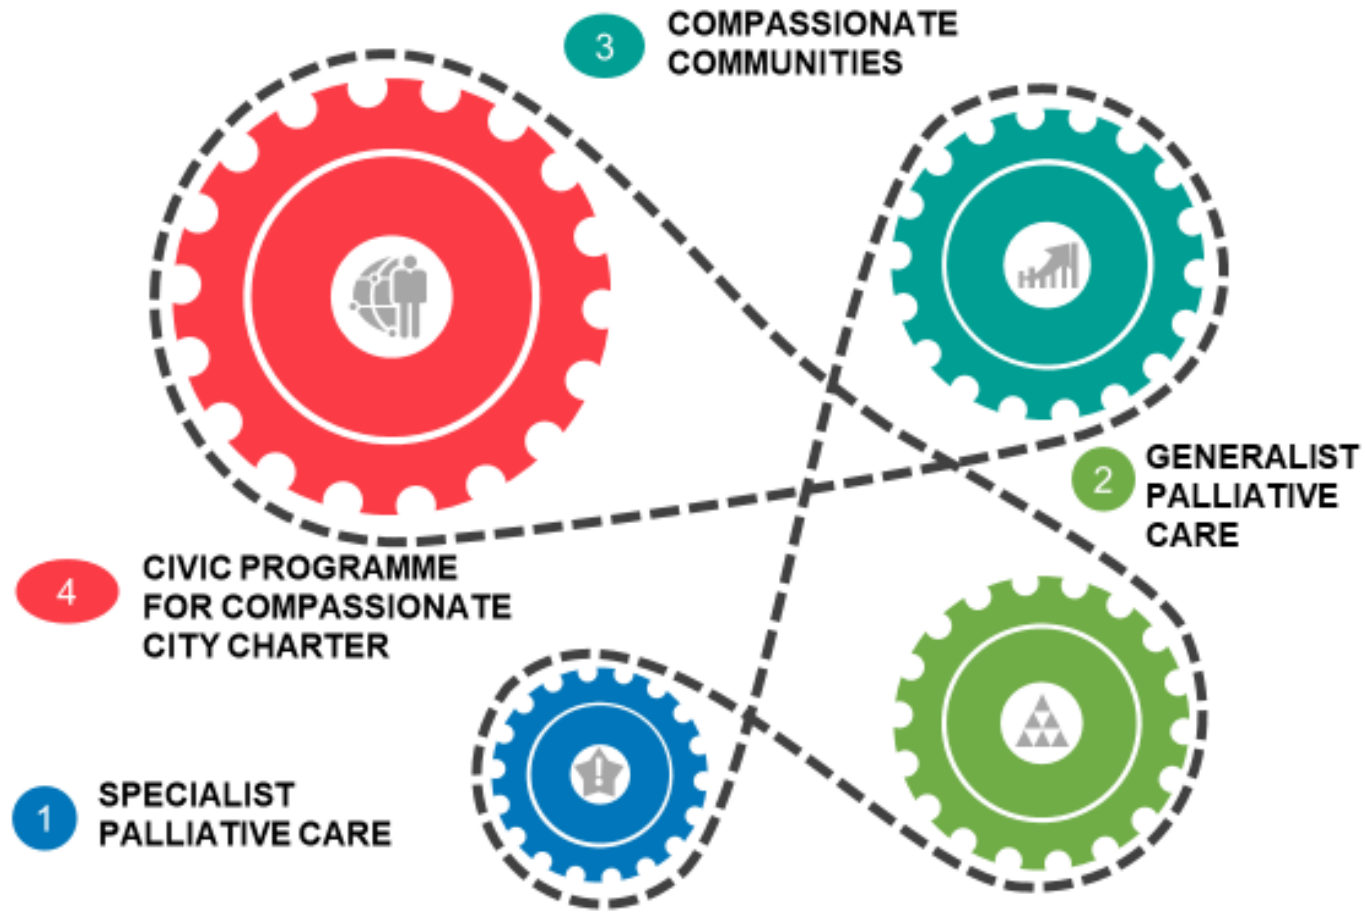 3
COMPASSIONATE
COMMUNITIES
2
GENERALIST
PALLIATIVE
CARE
4
CIVIC PROGRAMME
FOR COMPASSIONATE
CITY CHARTER
1
SPECIALIST
PALLIATIVE CARE
!